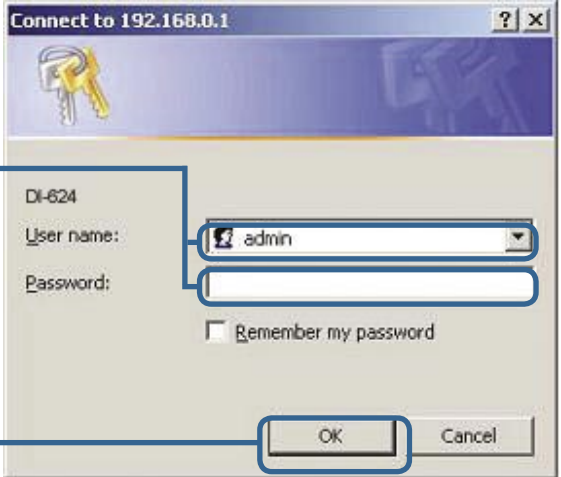 Connect to 192.168.0.1
DI-624
User name:
admin
Password:
Remember my password
OK
Cancel